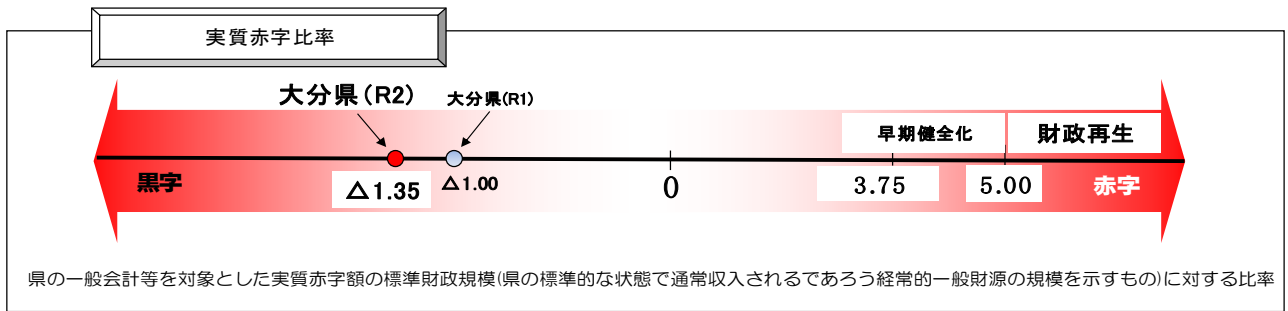 実質赤字比率
大分県(R2)
大分県(R1)
早期健全化
財政再生
黒字
△1.35
△1.00
0
3.75
5.00
赤字
県の一般会計等を対象とした実質赤字額の標準財政規模(県の標準的な状態で通常収入されるであろう経常的一般財源の規模を示すもの)に対する比率